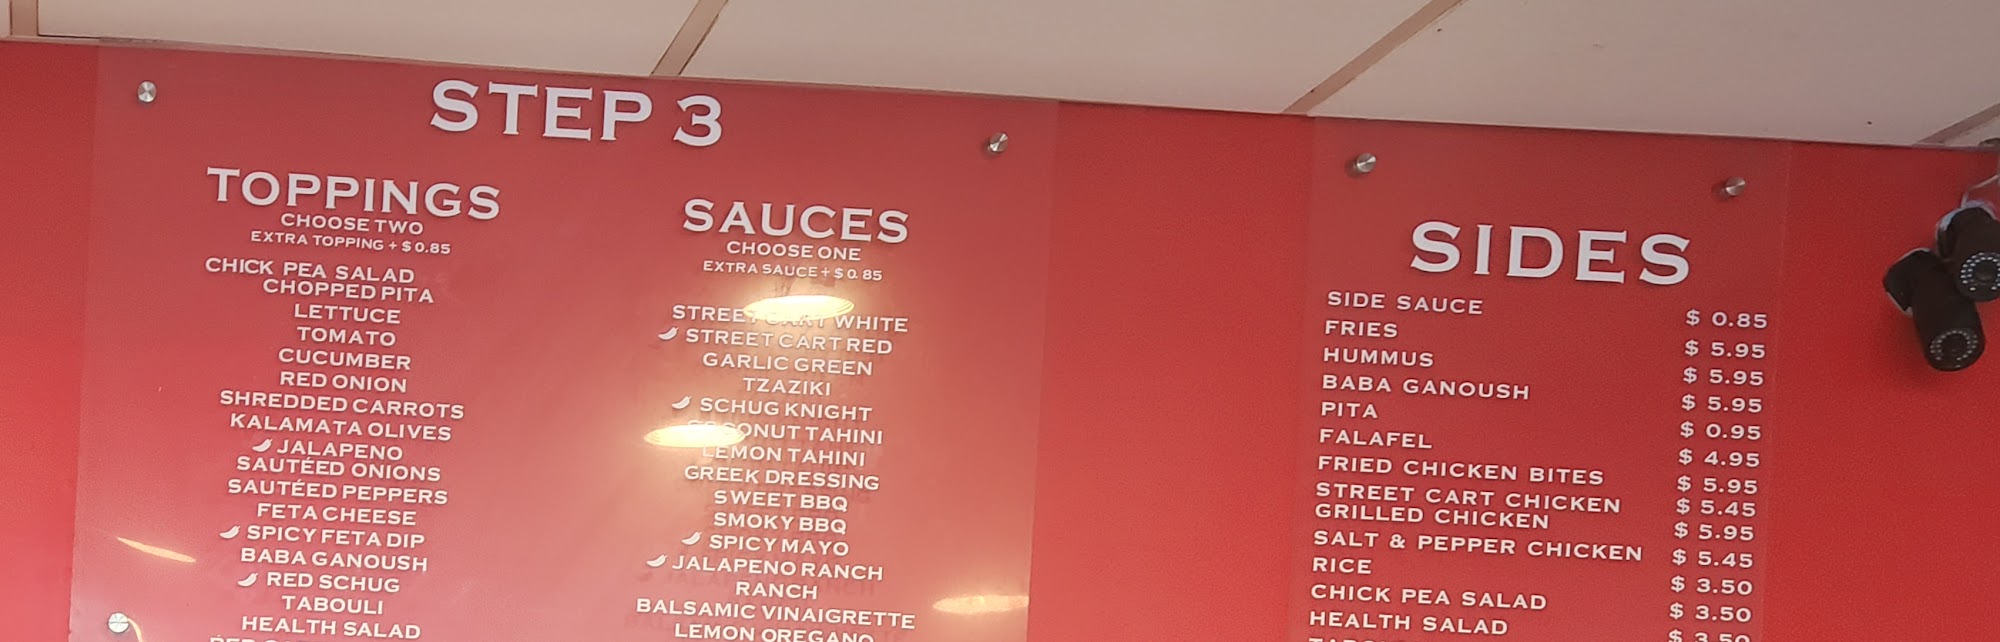 STEP 3
TOPPINGS
CHOOSE TWO
EXTRA TOPPING + $0.85
CHICK PEA SALAD
CHOPPED PITA
LETTUCE
TOMATO
CUCUMBER
RED ONION
SHREDDED CARROTS
KALAMATA OLIVES
JALAPENO
SAUTÉED ONIONS
SAUTÉED PEPPERS
FETA CHEESE
SPICY FETA DIP
BABA GANOUSH
RED SCHUG
TABOULI
HEALTH SALAD
SAUCES
CHOOSE ONE
EXTRA SAUCE + $0.85
STREET CART WHITE
STREET CART RED
GARLIC GREEN
TZAZIKI
SCHUG KNIGHT
COCONUT TAHINI
LEMON TAHINI
GREEK DRESSING
SWEET BBQ
SMOKY BBQ
SPICY MAYO
JALAPENO RANCH
RANCH
BALSAMIC VINAIGRETTE
LEMON OREGANO
SIDES
SIDE SAUCE $ 0.85
FRIES $ 5.95
HUMMUS $ 5.95
BABA GANOUSH $ 5.95
PITA $ 0.95
FALAFEL $ 4.95
FRIED CHICKEN BITES $ 5.95
STREET CART CHICKEN $ 5.45
GRILLED CHICKEN $ 5.95
SALT & PEPPER CHICKEN $ 5.45
RICE $ 3.50
CHICK PEA SALAD $ 3.50
HEALTH SALAD $ 3.50